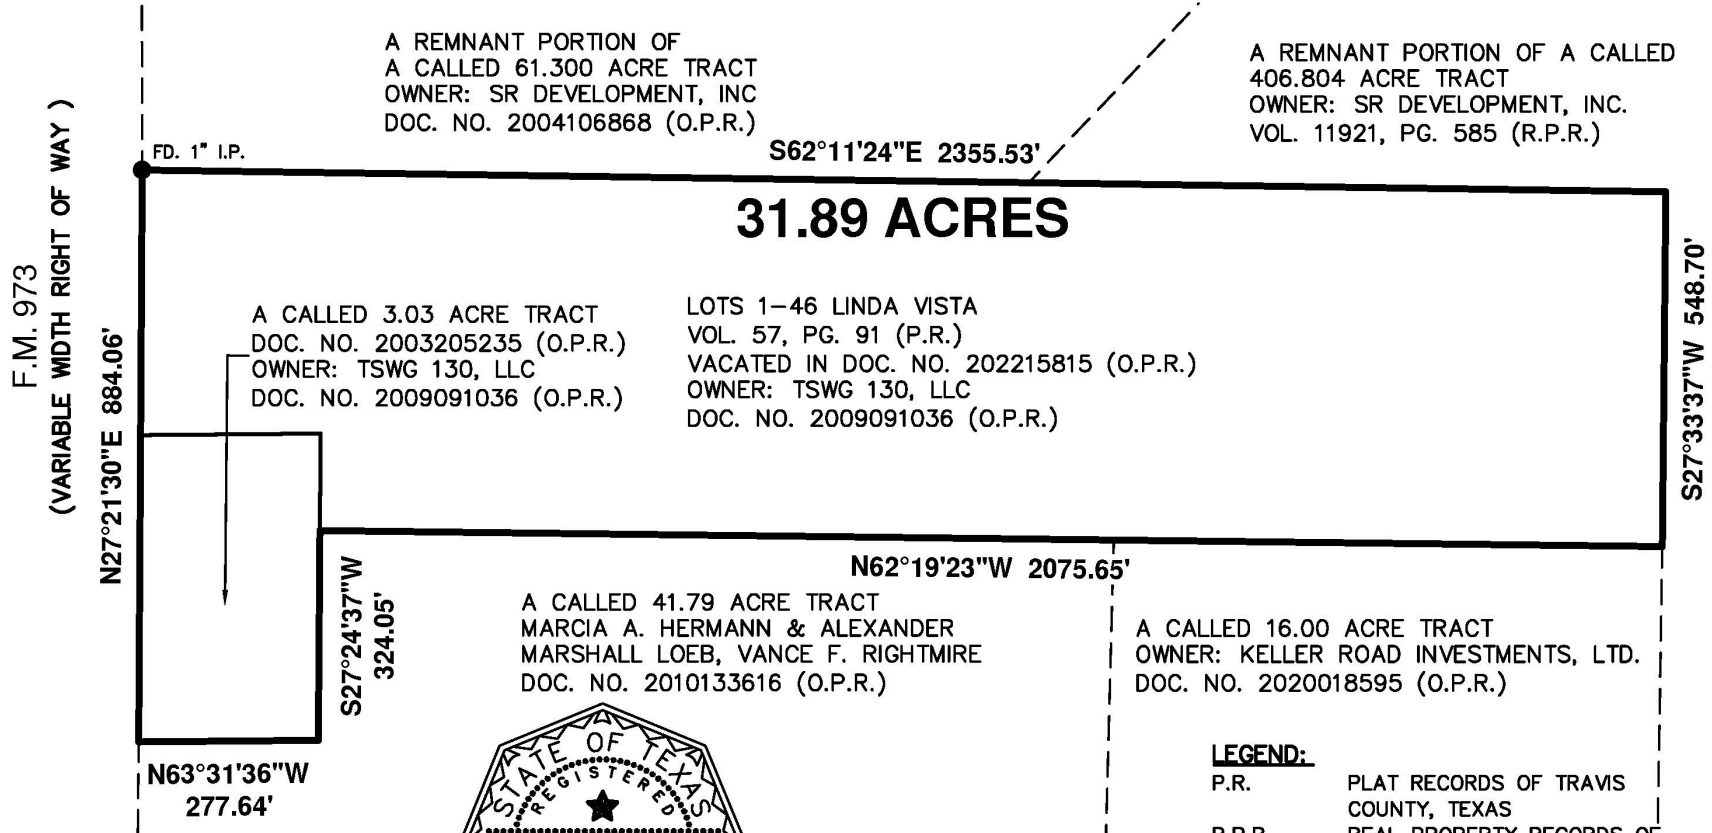 A REMNANT PORTION OF
A CALLED 61.300 ACRE TRACT
OWNER: SR DEVELOPMENT, INC
DOC. NO. 2004106868 (O.P.R.)
A REMNANT PORTION OF A CALLED
406.804 ACRE TRACT
OWNER: SR DEVELOPMENT, INC.
VOL. 11921, PG. 585 (R.P.R.)
FD. 1" I.P.
S62°11'24"E 2355.53'
31.89 ACRES
F.M. 973
(VARIABLE WIDTH RIGHT OF WAY )
N27°21'30"E 884.06'
A CALLED 3.03 ACRE TRACT
DOC. NO. 2003205235 (O.P.R.)
OWNER: TSWG 130, LLC
DOC. NO. 2009091036 (O.P.R.)
LOTS 1-46 LINDA VISTA
VOL. 57, PG. 91 (P.R.)
VACATED IN DOC. NO. 202215815 (O.P.R.)
OWNER: TSWG 130, LLC
DOC. NO. 2009091036 (O.P.R.)
S27°33'37"W 548.70'
N62°19'23"W 2075.65'
S27°24'37"W
324.05'
A CALLED 41.79 ACRE TRACT
MARCIA A. HERMANN & ALEXANDER
MARSHALL LOEB, VANCE F. RIGHTMIRE
DOC. NO. 2010133616 (O.P.R.)
A CALLED 16.00 ACRE TRACT
OWNER: KELLER ROAD INVESTMENTS, LTD.
DOC. NO. 2020018595 (O.P.R.)
N63°31'36"W
277.64'
STATE OF TEXAS
REGISTERED
LEGEND:
P.R. PLAT RECORDS OF TRAVIS
COUNTY, TEXAS
R.P.R. REAL PROPERTY RECORDS OF